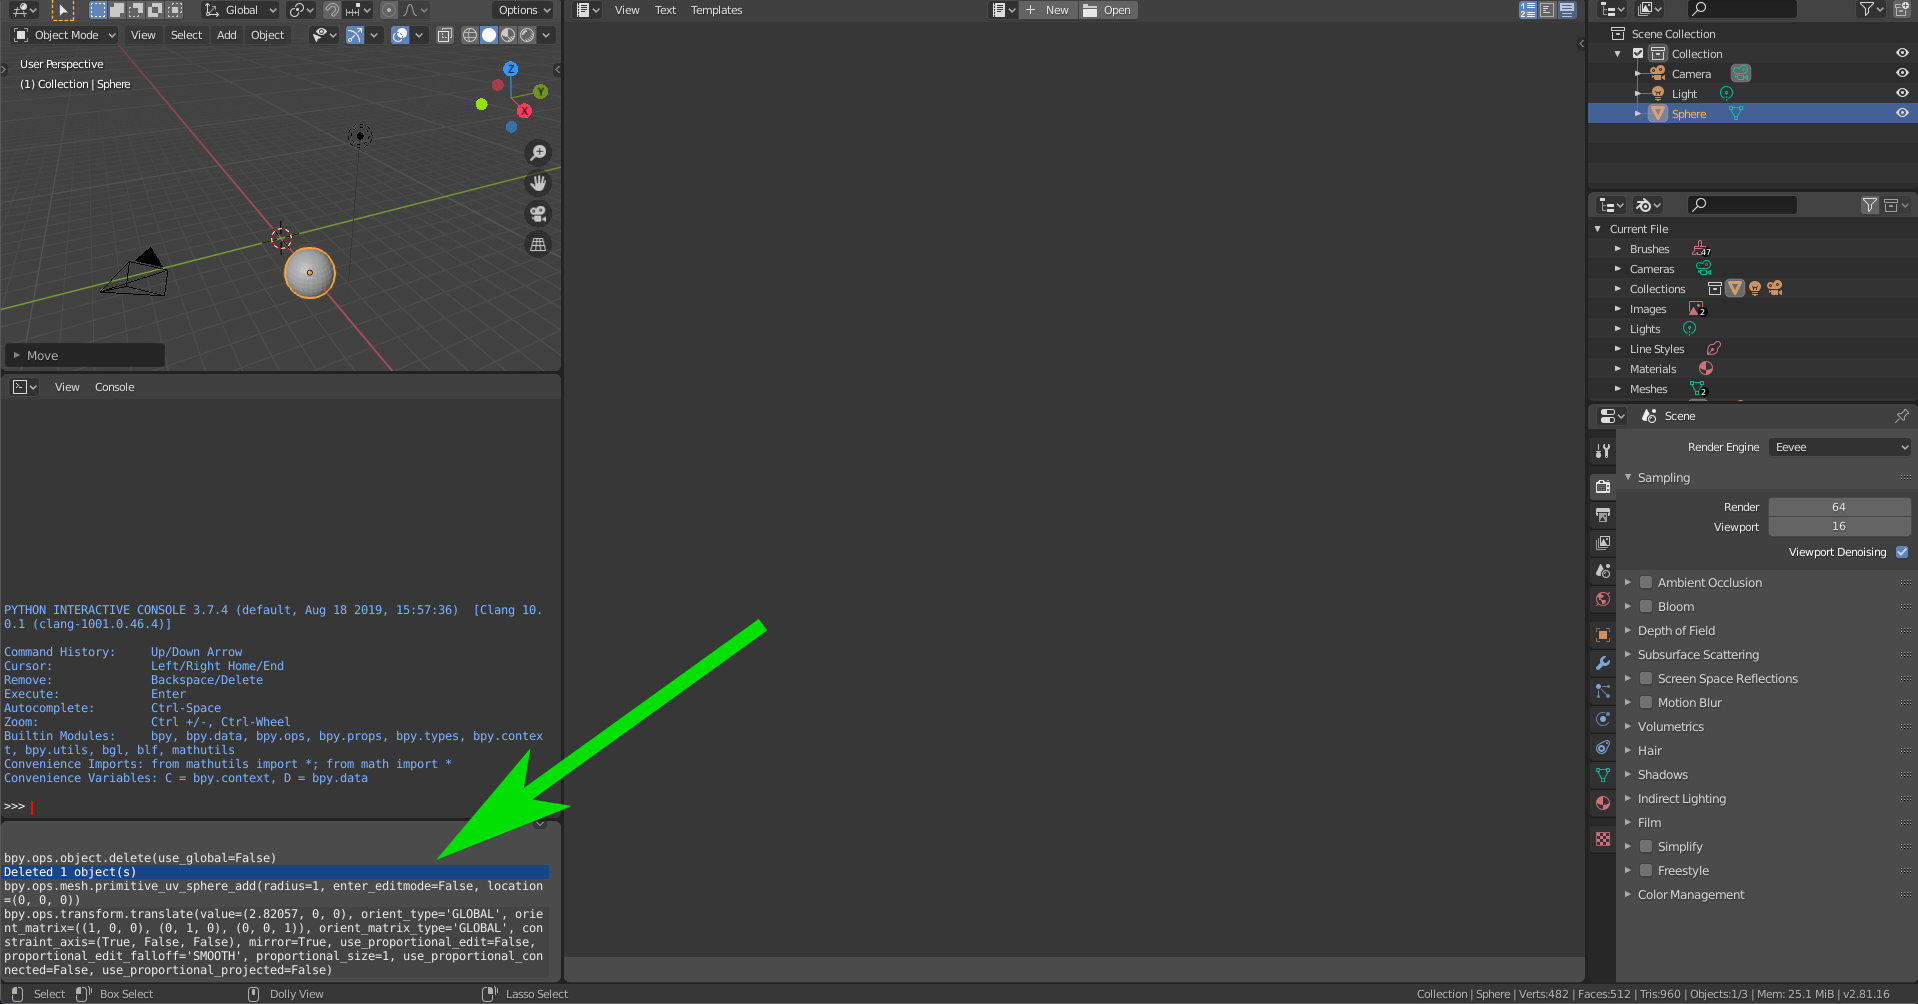 Global
Options
Object Mode
View
Select
Add
Object
User Perspective
(1) Collection | Sphere
Z
Y
X
Move
View
Console
PYTHON INTERACTIVE CONSOLE 3.7.4 (default, Aug 18 2019, 15:57:36)  [Clang 10.
0.1 (clang-1001.0.46.4)]
Command History:     Up/Down Arrow
Cursor:              Left/Right Home/End
Remove:              Backspace/Delete
Execute:             Enter
Autocomplete:        Ctrl-Space
Zoom:                Ctrl +/-, Ctrl-Wheel
Builtin Modules:     bpy, bpy.data, bpy.ops, bpy.props, bpy.types, bpy.contex
t, bpy.utils, bgl, blf, mathutils
Convenience Imports: from mathutils import *; from math import *
Convenience Variables: C = bpy.context, D = bpy.data
>>>
bpy.ops.object.delete(use_global=False)
Deleted 1 object(s)
bpy.ops.mesh.primitive_uv_sphere_add(radius=1, enter_editmode=False, location
=(0, 0, 0))
bpy.ops.transform.translate(value=(2.82057, 0, 0), orient_type='GLOBAL', orie
nt_matrix=((1, 0, 0), (0, 1, 0), (0, 0, 1)), orient_matrix_type='GLOBAL', con
straint_axis=(True, False, False), mirror=True, use_proportional_edit=False,
proportional_edit_falloff='SMOOTH', proportional_size=1, use_proportional_con
nected=False, use_proportional_projected=False)
View
Text
Templates
New
Open
Scene Collection
Collection
Camera
Light
Sphere
Current File
Brushes
47
Cameras
Collections
Images
2
Lights
Line Styles
Materials
Meshes
2
Scene
Render Engine
Eevee
Sampling
Render
64
Viewport
16
Viewport Denoising
Ambient Occlusion
Bloom
Depth of Field
Subsurface Scattering
Screen Space Reflections
Motion Blur
Volumetrics
Hair
Shadows
Indirect Lighting
Film
Simplify
Freestyle
Color Management
Select
Box Select
Dolly View
Lasso Select
Collection | Sphere | Verts:482 | Faces:512 | Tris:960 | Objects:1/3 | Mem: 25.1 MiB | v2.81.16